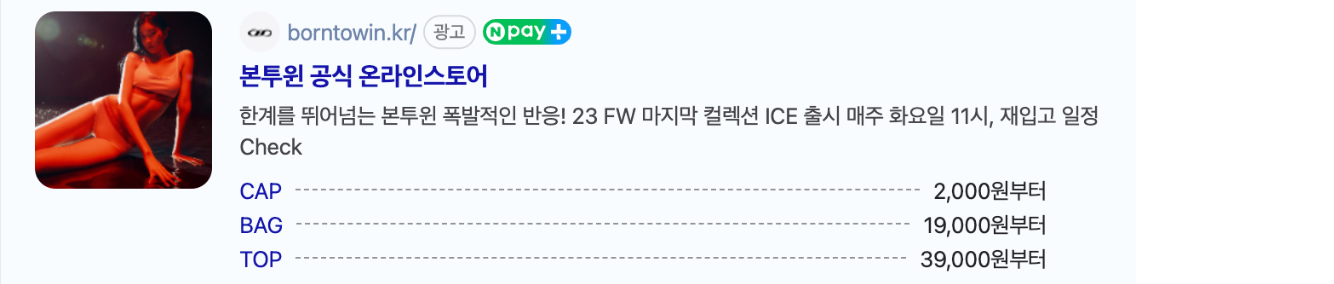 borntowin.kr/ 광고 N pay +
본투윈 공식 온라인스토어
한계를 뛰어넘는 본투윈 폭발적인 반응! 23 FW 마지막 컬렉션 ICE 출시 매주 화요일 11시, 재입고 일정
Check
CAP 2,000원부터
BAG 19,000원부터
TOP 39,000원부터